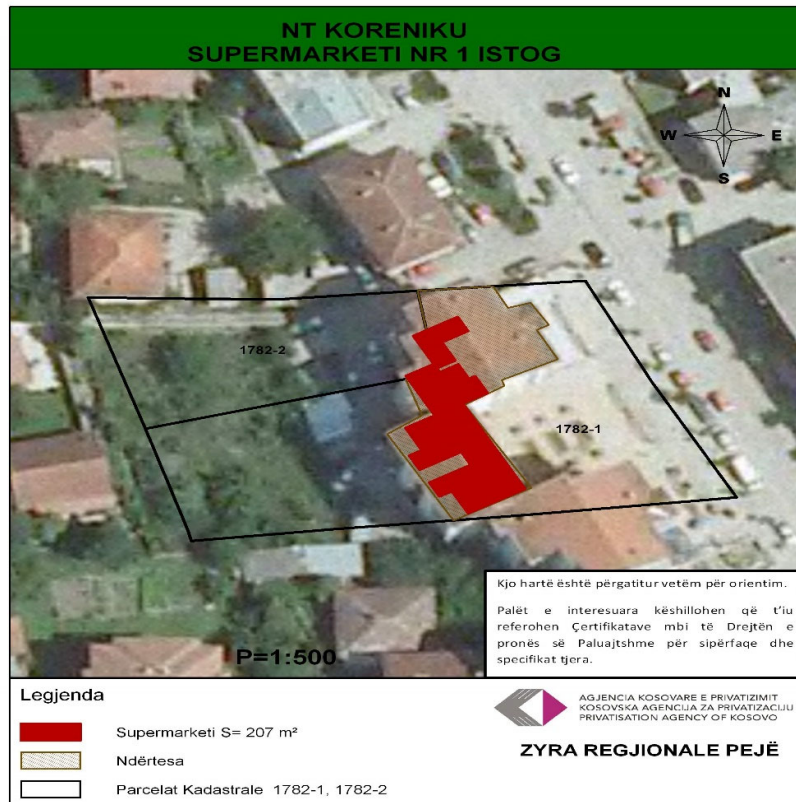 NT KORENIKU
SUPERMARKETI NR 1 ISTOG
N
W E
S
1782-2
1782-1
Kjo hartë është përgatitur vetëm për orientim.
Palët e interesuara këshillohen që t'iu
referohen Çertifikatave mbi të Drejtën e
pronës së Paluajtshme për sipërfaqe dhe
specifikat tjera.
P=1:500
Legjenda
Supermarketi S= 207 m²
Ndërtesa
Parcelat Kadastrale 1782-1, 1782-2
AGJENCIA KOSOVARE E PRIVATIZIMIT
KOSOVSKA AGENCIJA ZA PRIVATIZACIJU
PRIVATISATION AGENCY OF KOSOVO
ZYRA REGJIONALE PEJË